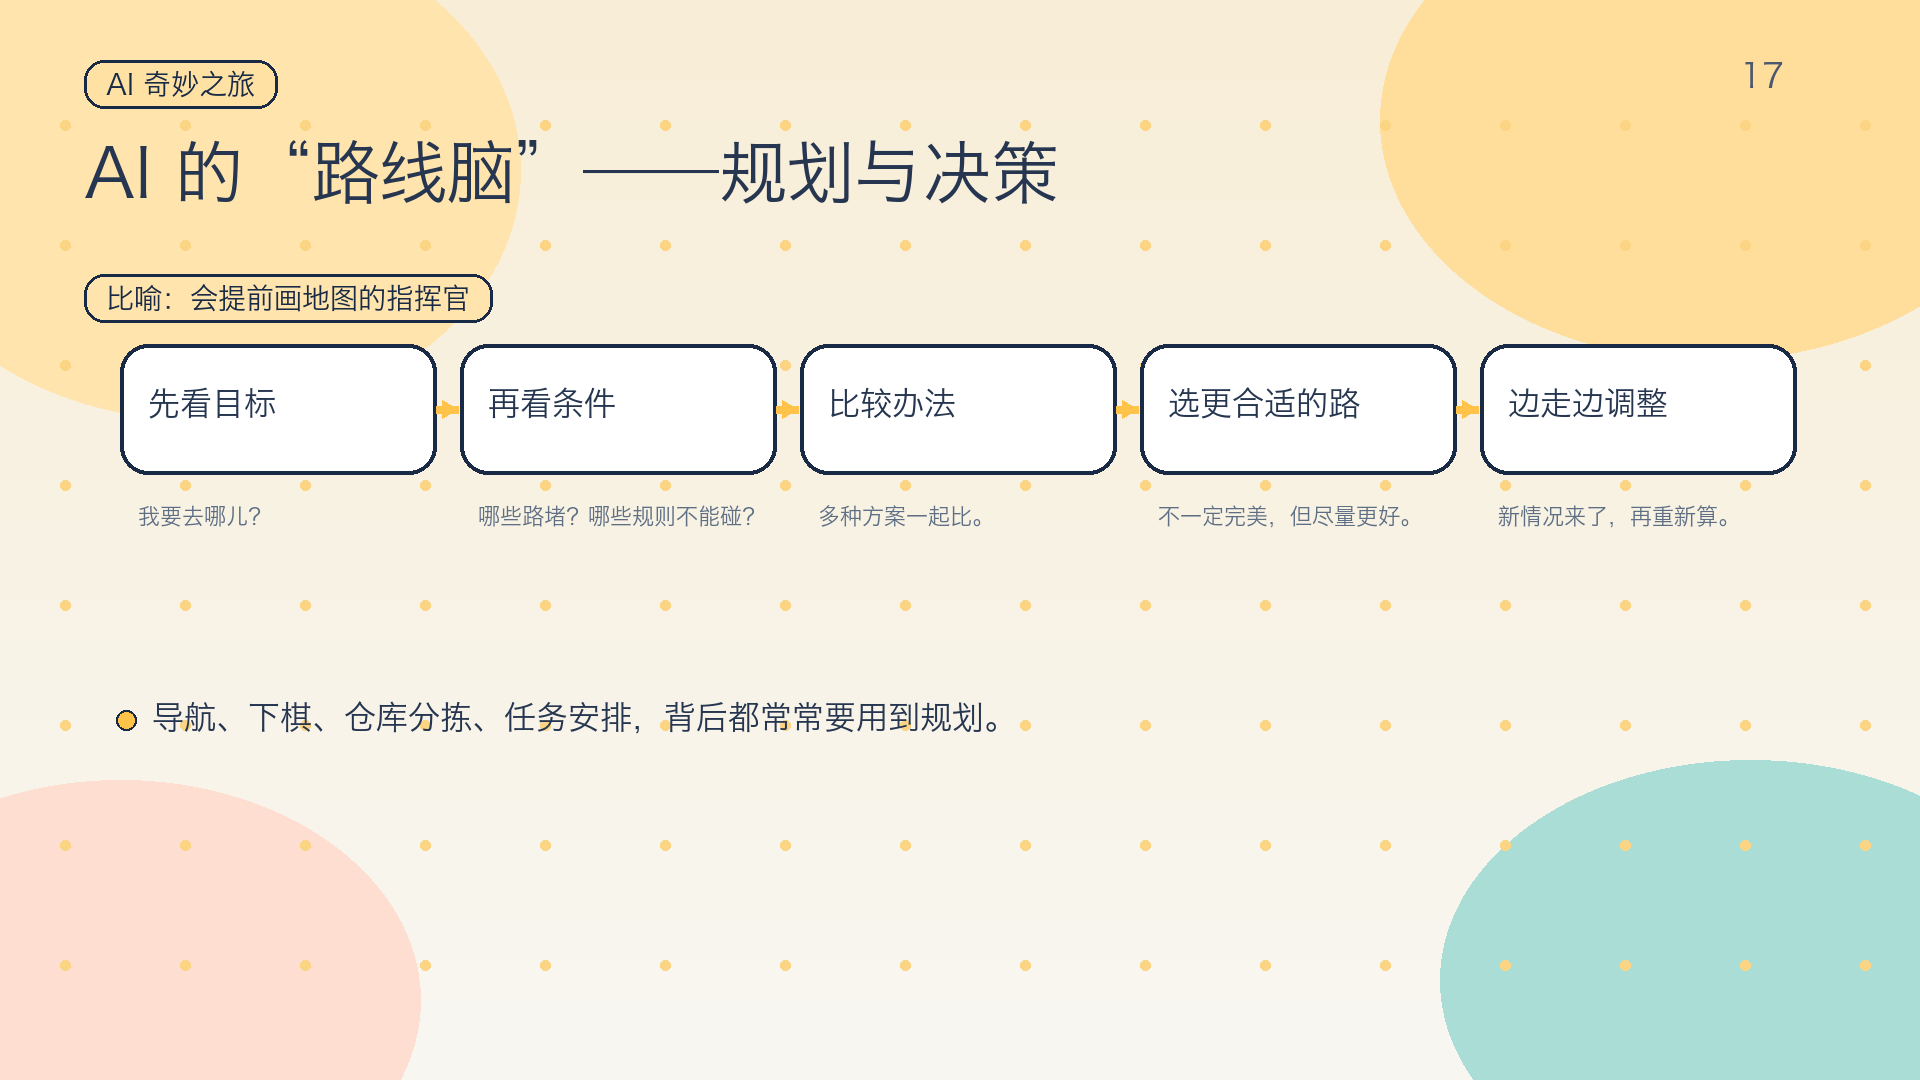 AI 奇妙之旅
17
AI 的“路线脑”——规划与决策
比喻：会提前画地图的指挥官
先看目标
再看条件
比较办法
选更合适的路
边走边调整
我要去哪儿？
哪些路堵？哪些规则不能碰？
多种方案一起比。
不一定完美，但尽量更好。
新情况来了，再重新算。
导航、下棋、仓库分拣、任务安排，背后都常常要用到规划。